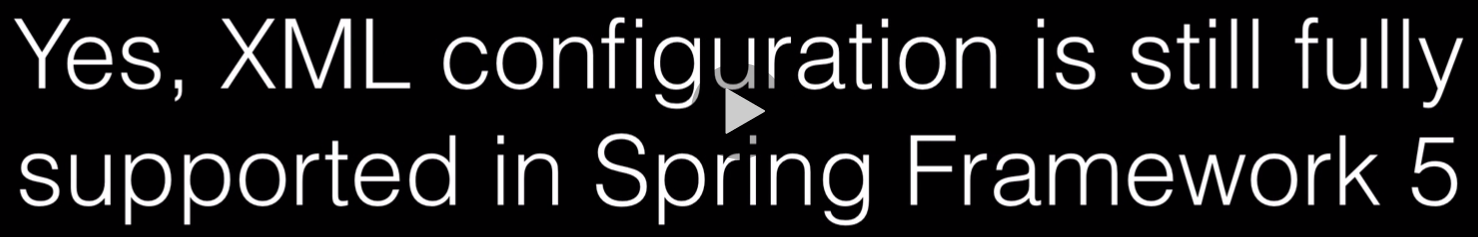 Yes, XML configuration is still fully
supported in Spring Framework 5